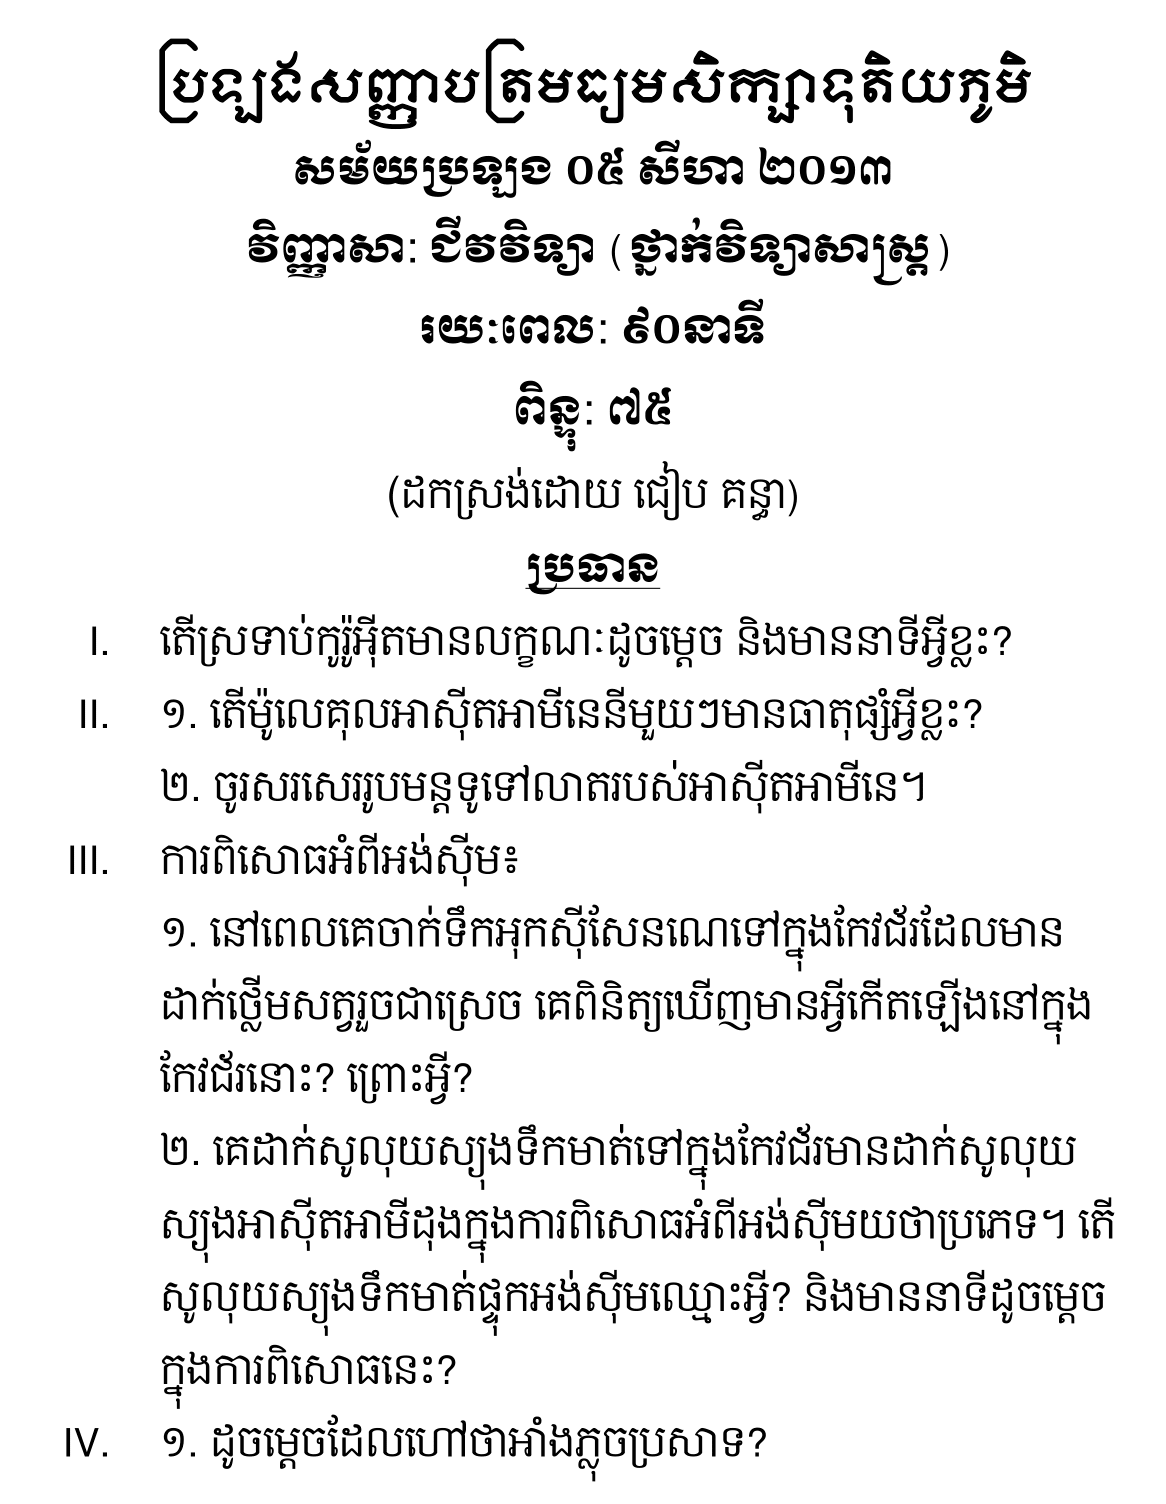 ប្រឡងសញ្ញាបត្រមធ្យមសិក្សាទុតិយភូមិ
សម័យប្រឡង ០៥ សីហា ២០១៣
វិញ្ញាសា: ជីវវិទ្យា (ថ្នាក់វិទ្យាសាស្ត្រ)
រយៈពេល: ៩០នាទី
ពិន្ទុ: ៧៥
(ដកស្រង់ដោយ ជៀប គន្ធា)
ប្រធាន
I. តើស្រទាប់កូរ៉ូអ៊ីតមានលក្ខណៈដូចម្តេច និងមាននាទីអ្វីខ្លះ?
II. ១. តើម៉ូលេគុលអាស៊ីតអាមីនេនីមួយៗមានធាតុផ្សំអ្វីខ្លះ?
២. ចូរសរសេររូបមន្តទូទៅលាតរបស់អាស៊ីតអាមីនេ។
III. ការពិសោធអំពីអង់ស៊ីម៖
១. នៅពេលគេចាក់ទឹកអុកស៊ីសែនណេទៅក្នុងកែវជ័រដែលមាន
ដាក់ថ្លើមសត្វរួចជាស្រេច គេពិនិត្យឃើញមានអ្វីកើតឡើងនៅក្នុង
កែវជ័រនោះ? ព្រោះអ្វី?
២. គេដាក់សូលុយស្យុងទឹកមាត់ទៅក្នុងកែវជ័រមានដាក់សូលុយ
ស្យុងអាស៊ីតអាមីដុងក្នុងការពិសោធអំពីអង់ស៊ីមយថាប្រភេទ។ តើ
សូលុយស្យុងទឹកមាត់ផ្ទុកអង់ស៊ីមឈ្មោះអ្វី? និងមាននាទីដូចម្តេច
ក្នុងការពិសោធនេះ?
IV. ១. ដូចម្តេចដែលហៅថាអាំងភ្លុចប្រសាទ?